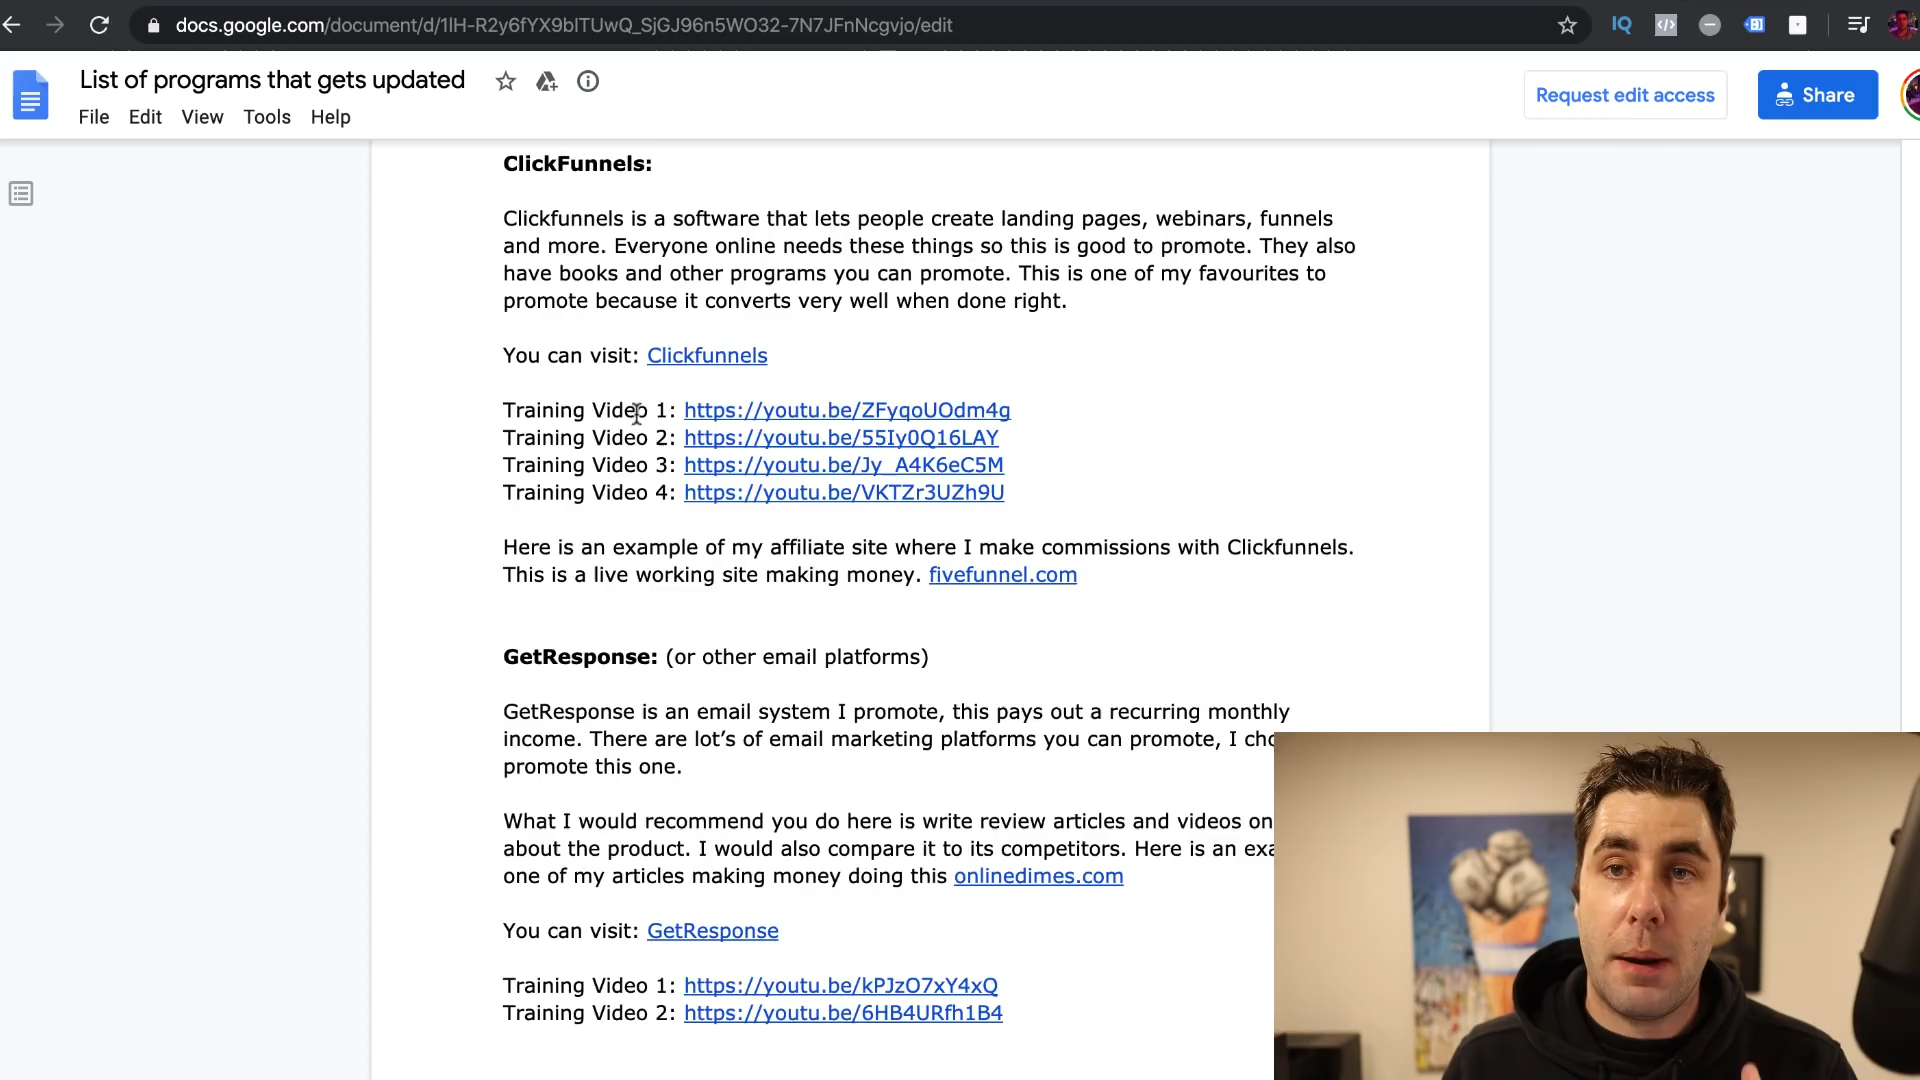 docs.google.com/document/d/1lH-R2y6fYX9blTUwQ_SjGJ96n5WO32-7N7JFnNcgvjo/edit
List of programs that gets updated
Request edit access
Share
File Edit View Tools Help
ClickFunnels:
Clickfunnels is a software that lets people create landing pages, webinars, funnels
and more. Everyone online needs these things so this is good to promote. They also
have books and other programs you can promote. This is one of my favourites to
promote because it converts very well when done right.
You can visit: Clickfunnels
Training Video 1: https://youtu.be/ZFyqoUOdm4g
Training Video 2: https://youtu.be/55Iy0Q16LAY
Training Video 3: https://youtu.be/Jy_A4K6eC5M
Training Video 4: https://youtu.be/VKTZr3UZh9U
Here is an example of my affiliate site where I make commissions with Clickfunnels.
This is a live working site making money. fivefunnel.com
GetResponse: (or other email platforms)
GetResponse is an email system I promote, this pays out a recurring monthly
income. There are lot’s of email marketing platforms you can promote, I
promote this one.
What I would recommend you do here is write review articles and videos on
about the product. I would also compare it to its competitors. Here is an
one of my articles making money doing this onlinedimes.com
You can visit: GetResponse
Training Video 1: https://youtu.be/kPJzO7xY4xQ
Training Video 2: https://youtu.be/6HB4URfh1B4